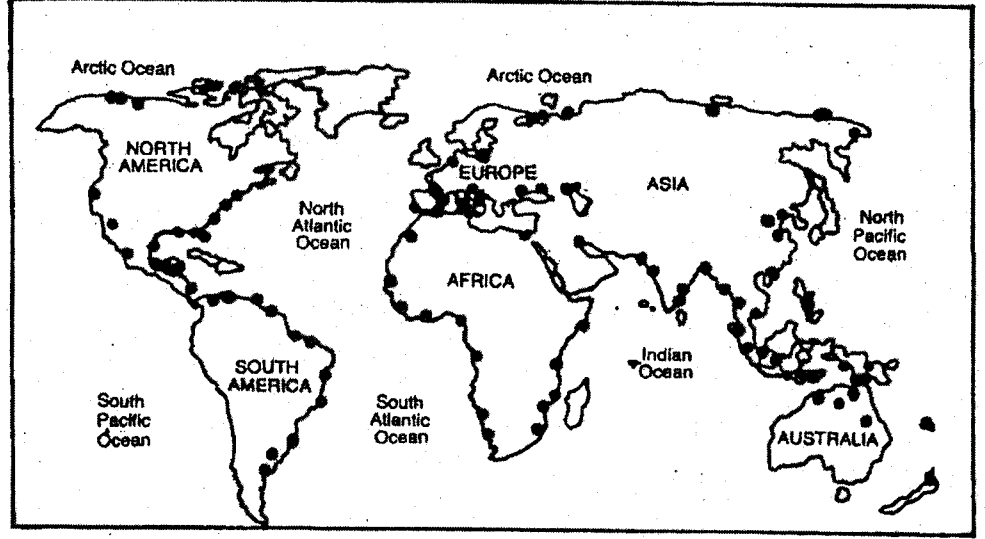 Arctic Ocean
Arctic Ocean
NORTH
AMERICA
EUROPE
ASIA
North
Atlantic
Ocean
North
Pacific
Ocean
AFRICA
SOUTH
AMERICA
Indian
Ocean
South
Pacific
Ocean
South
Atlantic
Ocean
AUSTRALIA